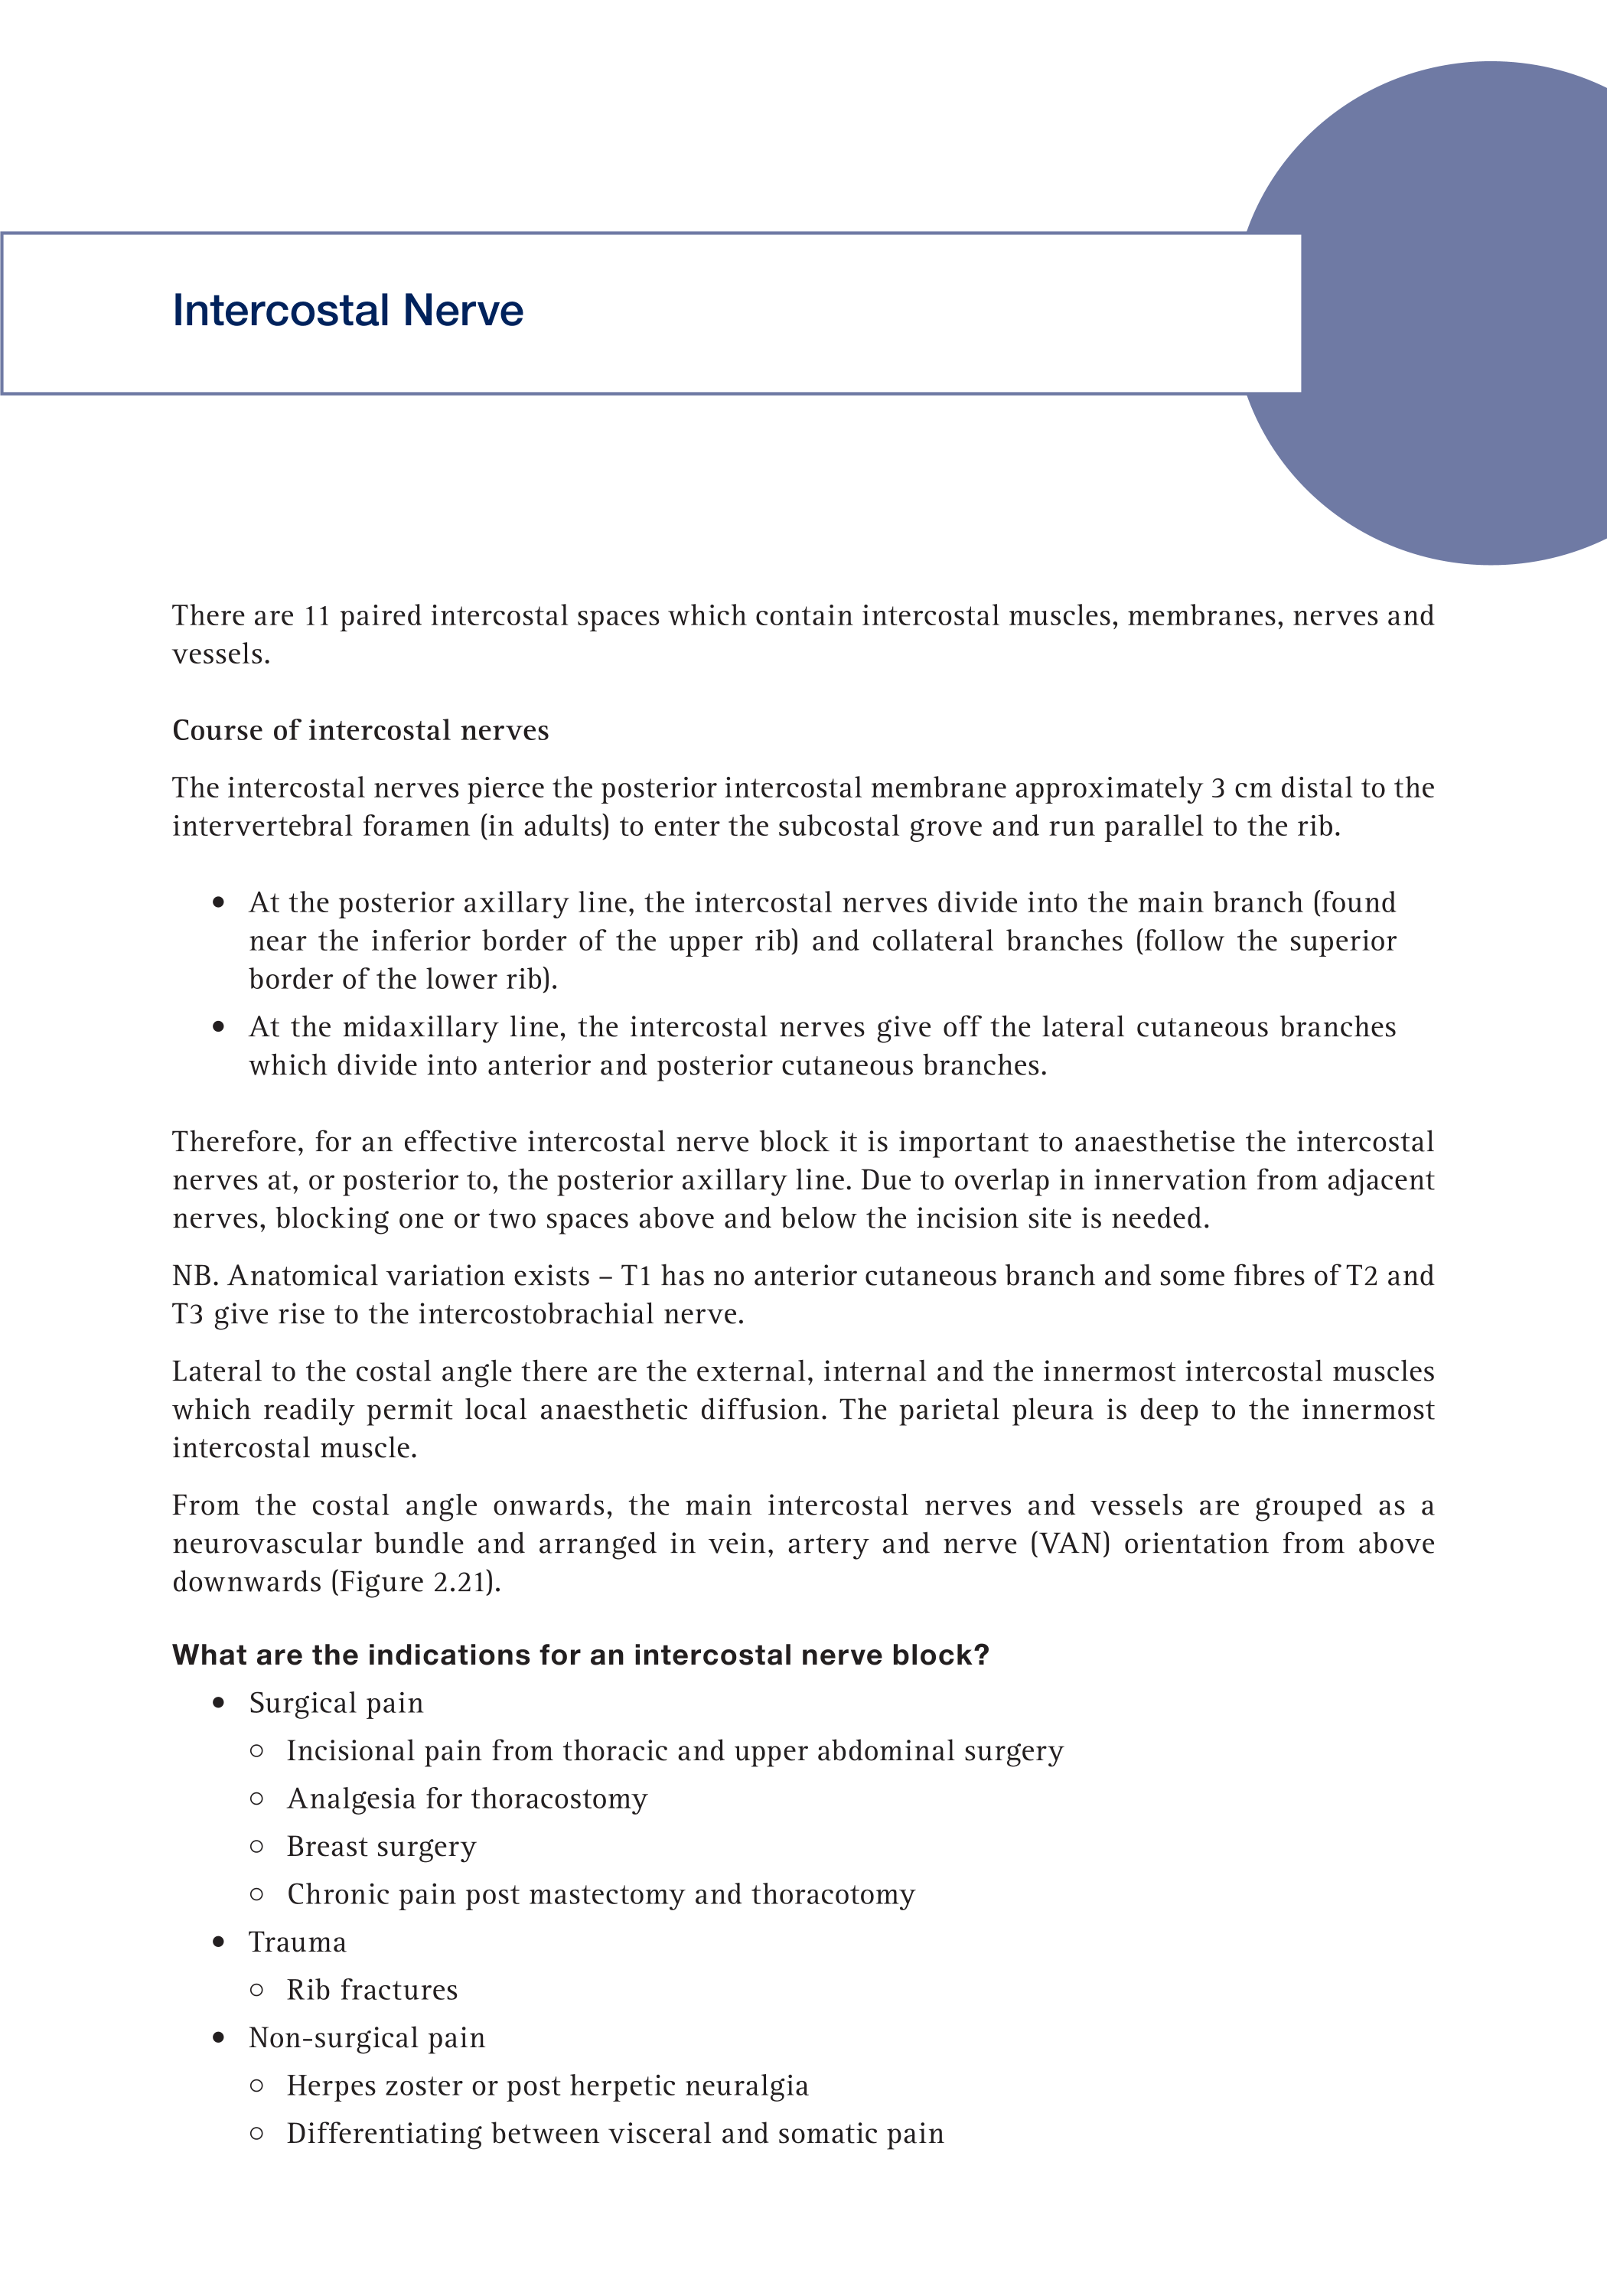 Intercostal Nerve
There are 11 paired intercostal spaces which contain intercostal muscles, membranes, nerves and
vessels.
Course of intercostal nerves
The intercostal nerves pierce the posterior intercostal membrane approximately 3 cm distal to the
intervertebral foramen (in adults) to enter the subcostal grove and run parallel to the rib.
• At the posterior axillary line, the intercostal nerves divide into the main branch (found
near the inferior border of the upper rib) and collateral branches (follow the superior
border of the lower rib).
• At the midaxillary line, the intercostal nerves give off the lateral cutaneous branches
which divide into anterior and posterior cutaneous branches.
Therefore, for an effective intercostal nerve block it is important to anaesthetise the intercostal
nerves at, or posterior to, the posterior axillary line. Due to overlap in innervation from adjacent
nerves, blocking one or two spaces above and below the incision site is needed.
NB. Anatomical variation exists – T1 has no anterior cutaneous branch and some fibres of T2 and
T3 give rise to the intercostobrachial nerve.
Lateral to the costal angle there are the external, internal and the innermost intercostal muscles
which readily permit local anaesthetic diffusion. The parietal pleura is deep to the innermost
intercostal muscle.
From the costal angle onwards, the main intercostal nerves and vessels are grouped as a
neurovascular bundle and arranged in vein, artery and nerve (VAN) orientation from above
downwards (Figure 2.21).
What are the indications for an intercostal nerve block?
• Surgical pain
○ Incisional pain from thoracic and upper abdominal surgery
○ Analgesia for thoracostomy
○ Breast surgery
○ Chronic pain post mastectomy and thoracotomy
• Trauma
○ Rib fractures
• Non-surgical pain
○ Herpes zoster or post herpetic neuralgia
○ Differentiating between visceral and somatic pain